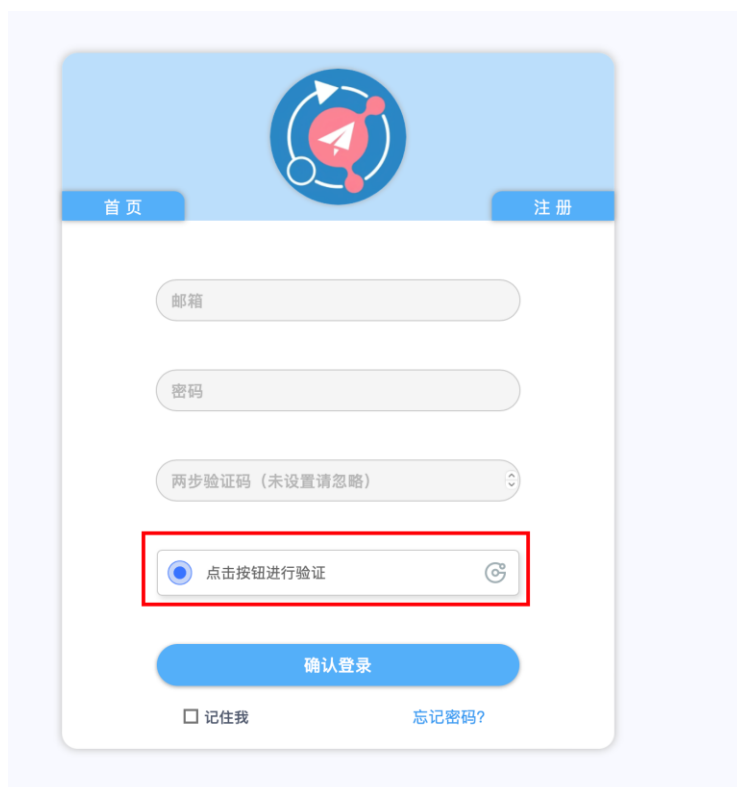 首 页
注 册
邮箱
密码
两步验证码（未设置请忽略）
点击按钮进行验证
确认登录
记住我
忘记密码?